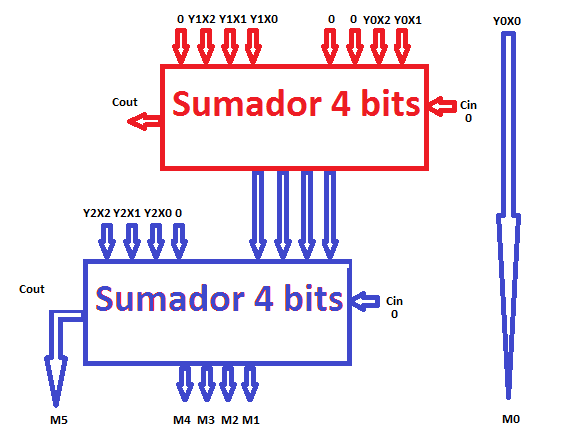 0 Y1X2 Y1X1 Y1X0 0 0 Y0X2 Y0X1 Y0X0
Cout Sumador 4 bits Cin
0
Y2X2 Y2X1 Y2X0 0
Cout Sumador 4 bits Cin
0
M5 M4 M3 M2 M1 M0